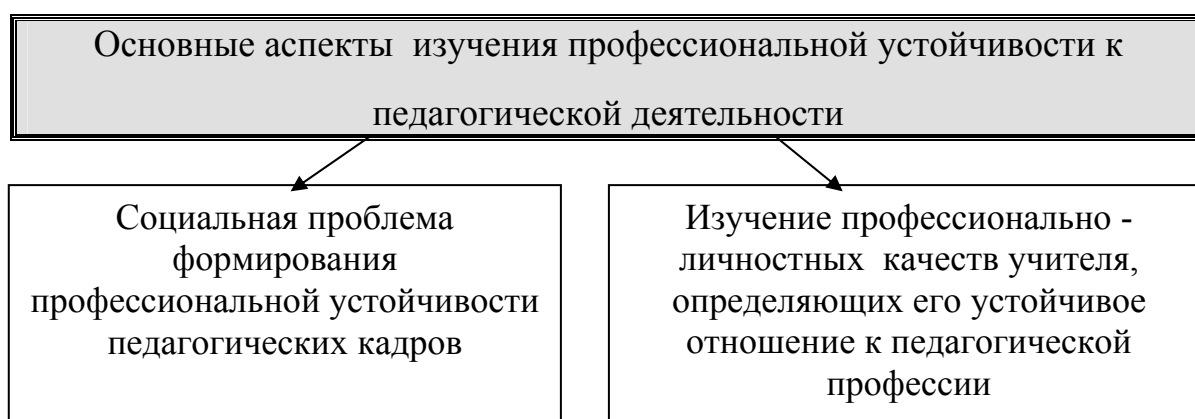 Основные аспекты изучения профессиональной устойчивости к
педагогической деятельности
Социальная проблема
формирования
профессиональной устойчивости
педагогических кадров
Изучение профессионально -
личностных качеств учителя,
определяющих его устойчивое
отношение к педагогической
профессии